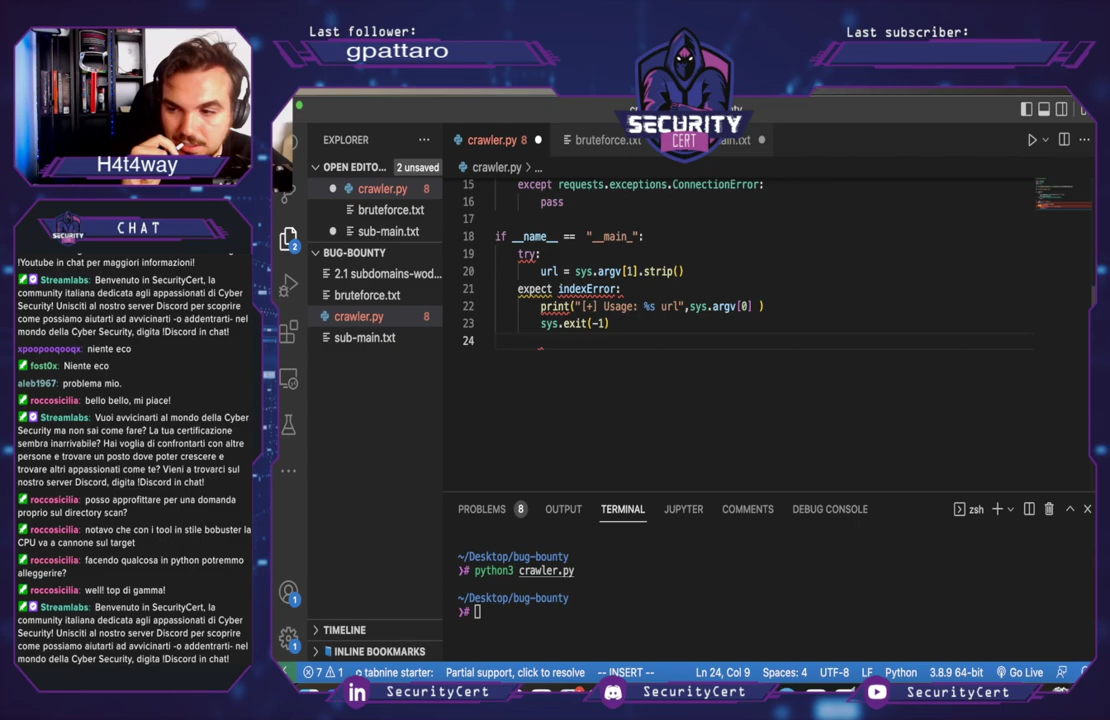 Last follower:
gpattaro
Last subscriber:
SECURITY
CERT
H4t4way
CHAT
!Youtube in chat per maggiori informazioni!
Streamlabs: Benvenuto in SecurityCert, la
community italiana dedicata agli appassionati di Cyber
Security! Unisciti al nostro server Discord per scoprire
come possiamo aiutarti ad avvicinarti -o addentrarti- nel
mondo della Cyber Security, digita !Discord in chat!
xpoopooqooqx: niente eco
fost0x: Niente eco
aleb1967: problema mio.
roccosicilia: bello bello, mi piace!
Streamlabs: Vuoi avvicinarti al mondo della Cyber
Security ma non sai come fare? La tua certificazione
sembra inarrivabile? Hai voglia di confrontarti con altre
persone e trovare un posto dove poter crescere e
trovare altri appassionati come te? Vieni a trovarci sul
nostro server Discord, digita !Discord in chat!
roccosicilia: posso approfittare per una domanda
proprio sul directory scan?
roccosicilia: notavo che con i tool in stile bobuster la
CPU va a cannone sul target
roccosicilia: facendo qualcosa in python potremmo
alleggerire?
roccosicilia: well! top di gamma!
Streamlabs: Benvenuto in SecurityCert, la
community italiana dedicata agli appassionati di Cyber
Security! Unisciti al nostro server Discord per scoprire
come possiamo aiutarti ad avvicinarti -o addentrarti- nel
mondo della Cyber Security, digita !Discord in chat!
EXPLORER
OPEN EDITO... 2 unsaved
crawler.py 8
bruteforce.txt
sub-main.txt
BUG-BOUNTY
2.1 subdomains-wod...
bruteforce.txt
crawler.py 8
sub-main.txt
TIMELINE
INLINE BOOKMARKS
2
1
1
crawler.py 8
bruteforce.txt
crawler.py > ...
15 except requests.exceptions.ConnectionError:
16 pass
17
18 if __name__ == "__main_":
19 try:
20 url = sys.argv[1].strip()
21 expect indexError:
22 print("[+] Usage: %s url",sys.argv[0] )
23 sys.exit(-1)
24
PROBLEMS 8 OUTPUT TERMINAL JUPYTER COMMENTS DEBUG CONSOLE
zsh
~/Desktop/bug-bounty
❯# python3 crawler.py
~/Desktop/bug-bounty
❯#
7 1 tabnine starter: Partial support, click to resolve -- INSERT -- Ln 24, Col 9 Spaces: 4 UTF-8 LF Python 3.8.9 64-bit Go Live
in SecurityCert SecurityCert SecurityCert